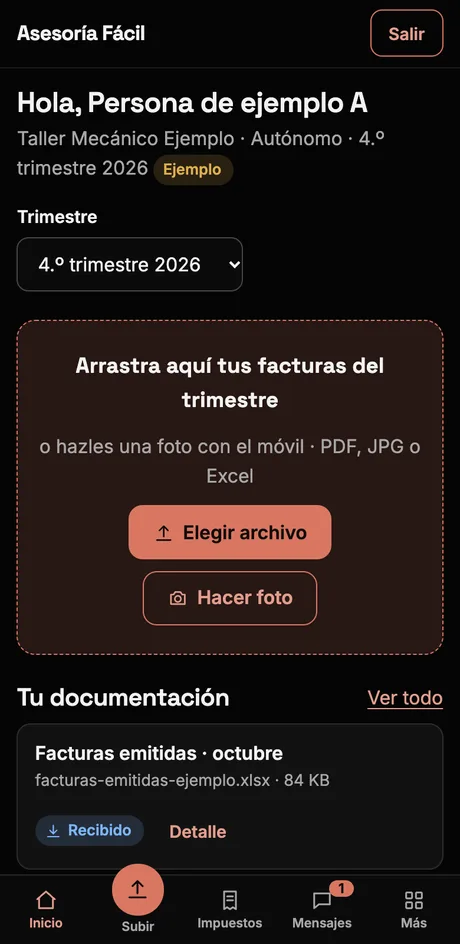 Asesoría Fácil
Salir
Hola, Persona de ejemplo A
Taller Mecánico Ejemplo · Autónomo · 4.º
trimestre 2026 Ejemplo
Trimestre
4.º trimestre 2026
Arrastra aquí tus facturas del
trimestre
o hazles una foto con el móvil · PDF, JPG o
Excel
Elegir archivo
Hacer foto
Tu documentación
Ver todo
Facturas emitidas · octubre
facturas-emitidas-ejemplo.xlsx · 84 KB
Recibido
Detalle
1
Inicio
Subir
Impuestos
Mensajes
Más